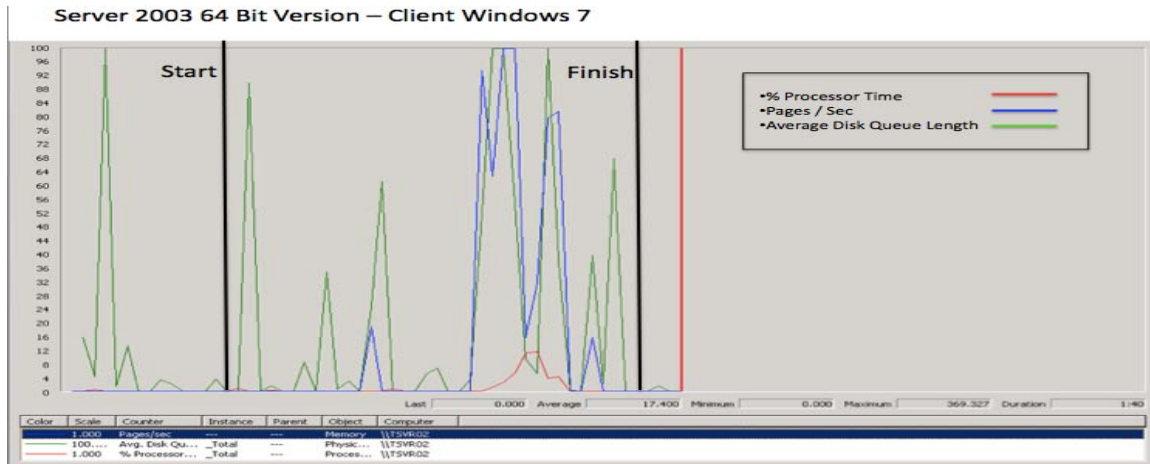 Server 2003 64 Bit Version – Client Windows 7
100
96
92
88
84
80
76
72
68
64
60
56
52
48
44
40
36
32
28
24
20
16
12
8
4
0
Start
Finish
•% Processor Time
•Pages / Sec
•Average Disk Queue Length
Last 0.000 Average 17.400 Minimum 0.000 Maximum 369.327 Duration 1:40
Color Scale Counter Instance Parent Object Computer
1.000 Pages/sec --- --- Memory \\TSVR02
100.... Avg. Disk Qu... _Total --- Physic... \\TSVR02
1.000 % Processor... _Total --- Proces... \\TSVR02